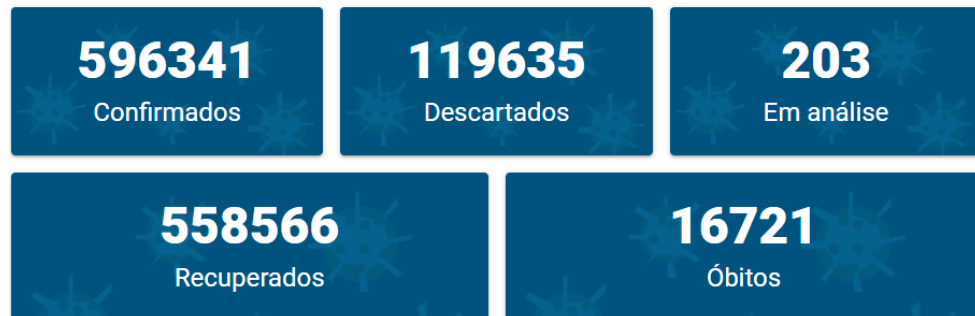 596341
Confirmados
119635
Descartados
203
Em análise
558566
Recuperados
16721
Óbitos